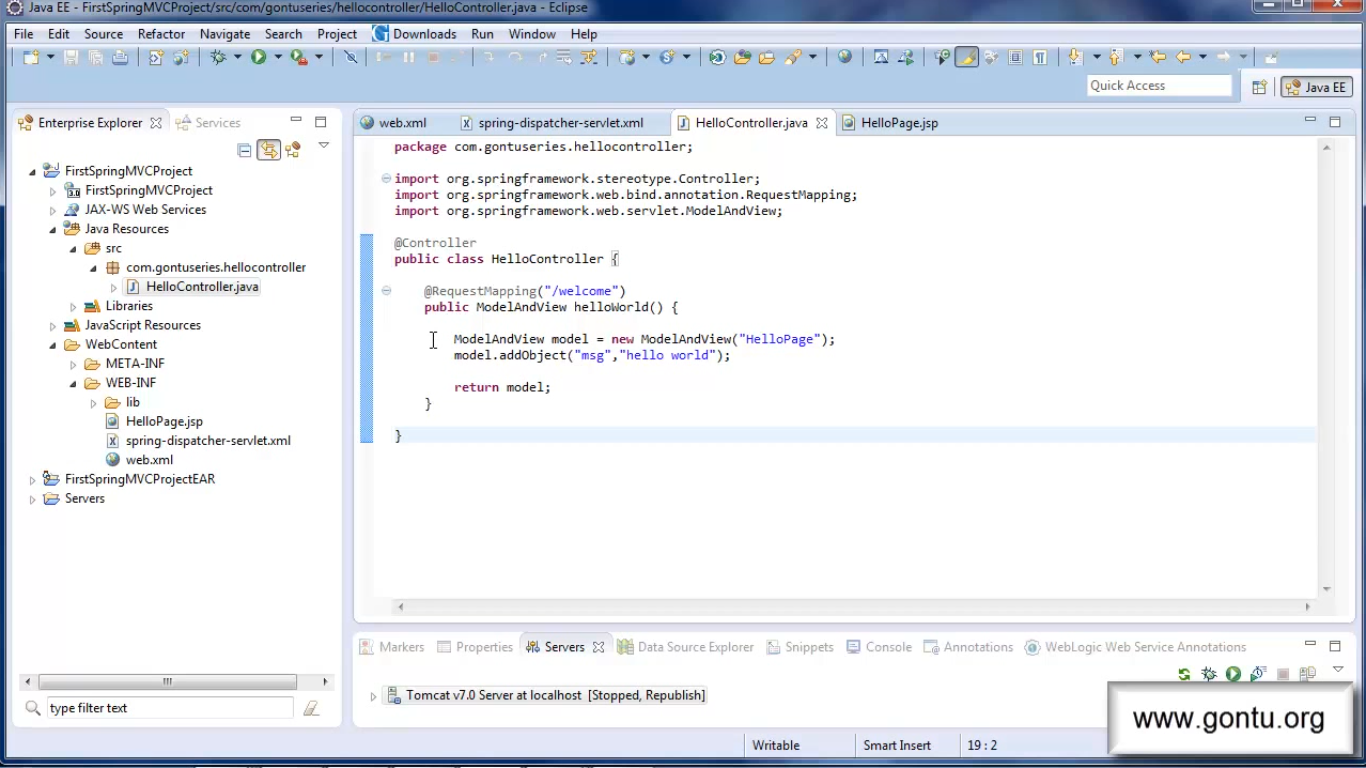 Java EE - FirstSpringMVCProject/src/com/gontuseries/hellocontroller/HelloController.java - Eclipse
File Edit Source Refactor Navigate Search Project Downloads Run Window Help
Quick Access
Java EE
Enterprise Explorer
Services
FirstSpringMVCProject
FirstSpringMVCProject
JAX-WS Web Services
Java Resources
src
com.gontuseries.hellocontroller
HelloController.java
Libraries
JavaScript Resources
WebContent
META-INF
WEB-INF
lib
HelloPage.jsp
spring-dispatcher-servlet.xml
web.xml
FirstSpringMVCProjectEAR
Servers
type filter text
web.xml
spring-dispatcher-servlet.xml
HelloController.java
HelloPage.jsp
package com.gontuseries.hellocontroller;
import org.springframework.stereotype.Controller;
import org.springframework.web.bind.annotation.RequestMapping;
import org.springframework.web.servlet.ModelAndView;
@Controller
public class HelloController {
@RequestMapping("/welcome")
public ModelAndView helloWorld() {
ModelAndView model = new ModelAndView("HelloPage");
model.addObject("msg","hello world");
return model;
}
}
Markers
Properties
Servers
Data Source Explorer
Snippets
Console
Annotations
WebLogic Web Service Annotations
Tomcat v7.0 Server at localhost [Stopped, Republish]
www.gontu.org
Writable
Smart Insert
19 : 2